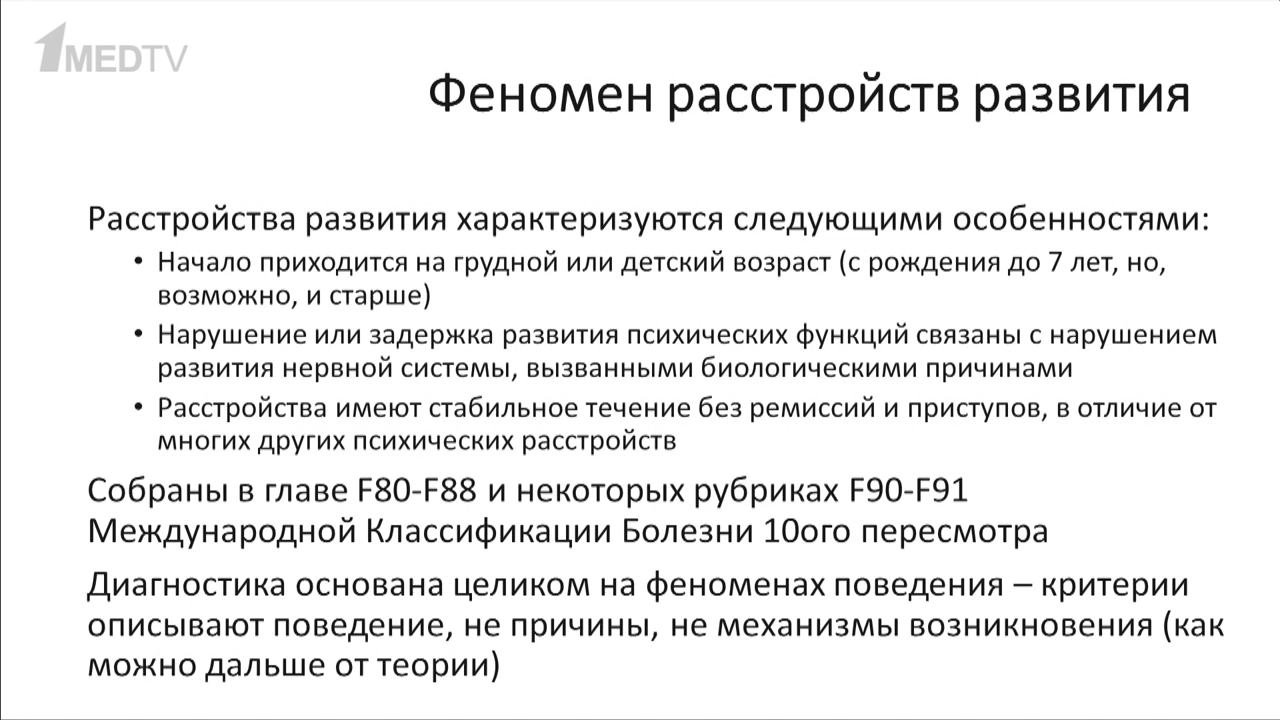 1MEDTV
Феномен расстройств развития
Расстройства развития характеризуются следующими особенностями:
• Начало приходится на грудной или детский возраст (с рождения до 7 лет, но,
возможно, и старше)
• Нарушение или задержка развития психических функций связаны с нарушением
развития нервной системы, вызванными биологическими причинами
• Расстройства имеют стабильное течение без ремиссий и приступов, в отличие от
многих других психических расстройств
Собраны в главе F80-F88 и некоторых рубриках F90-F91
Международной Классификации Болезни 10ого пересмотра
Диагностика основана целиком на феноменах поведения – критерии
описывают поведение, не причины, не механизмы возникновения (как
можно дальше от теории)